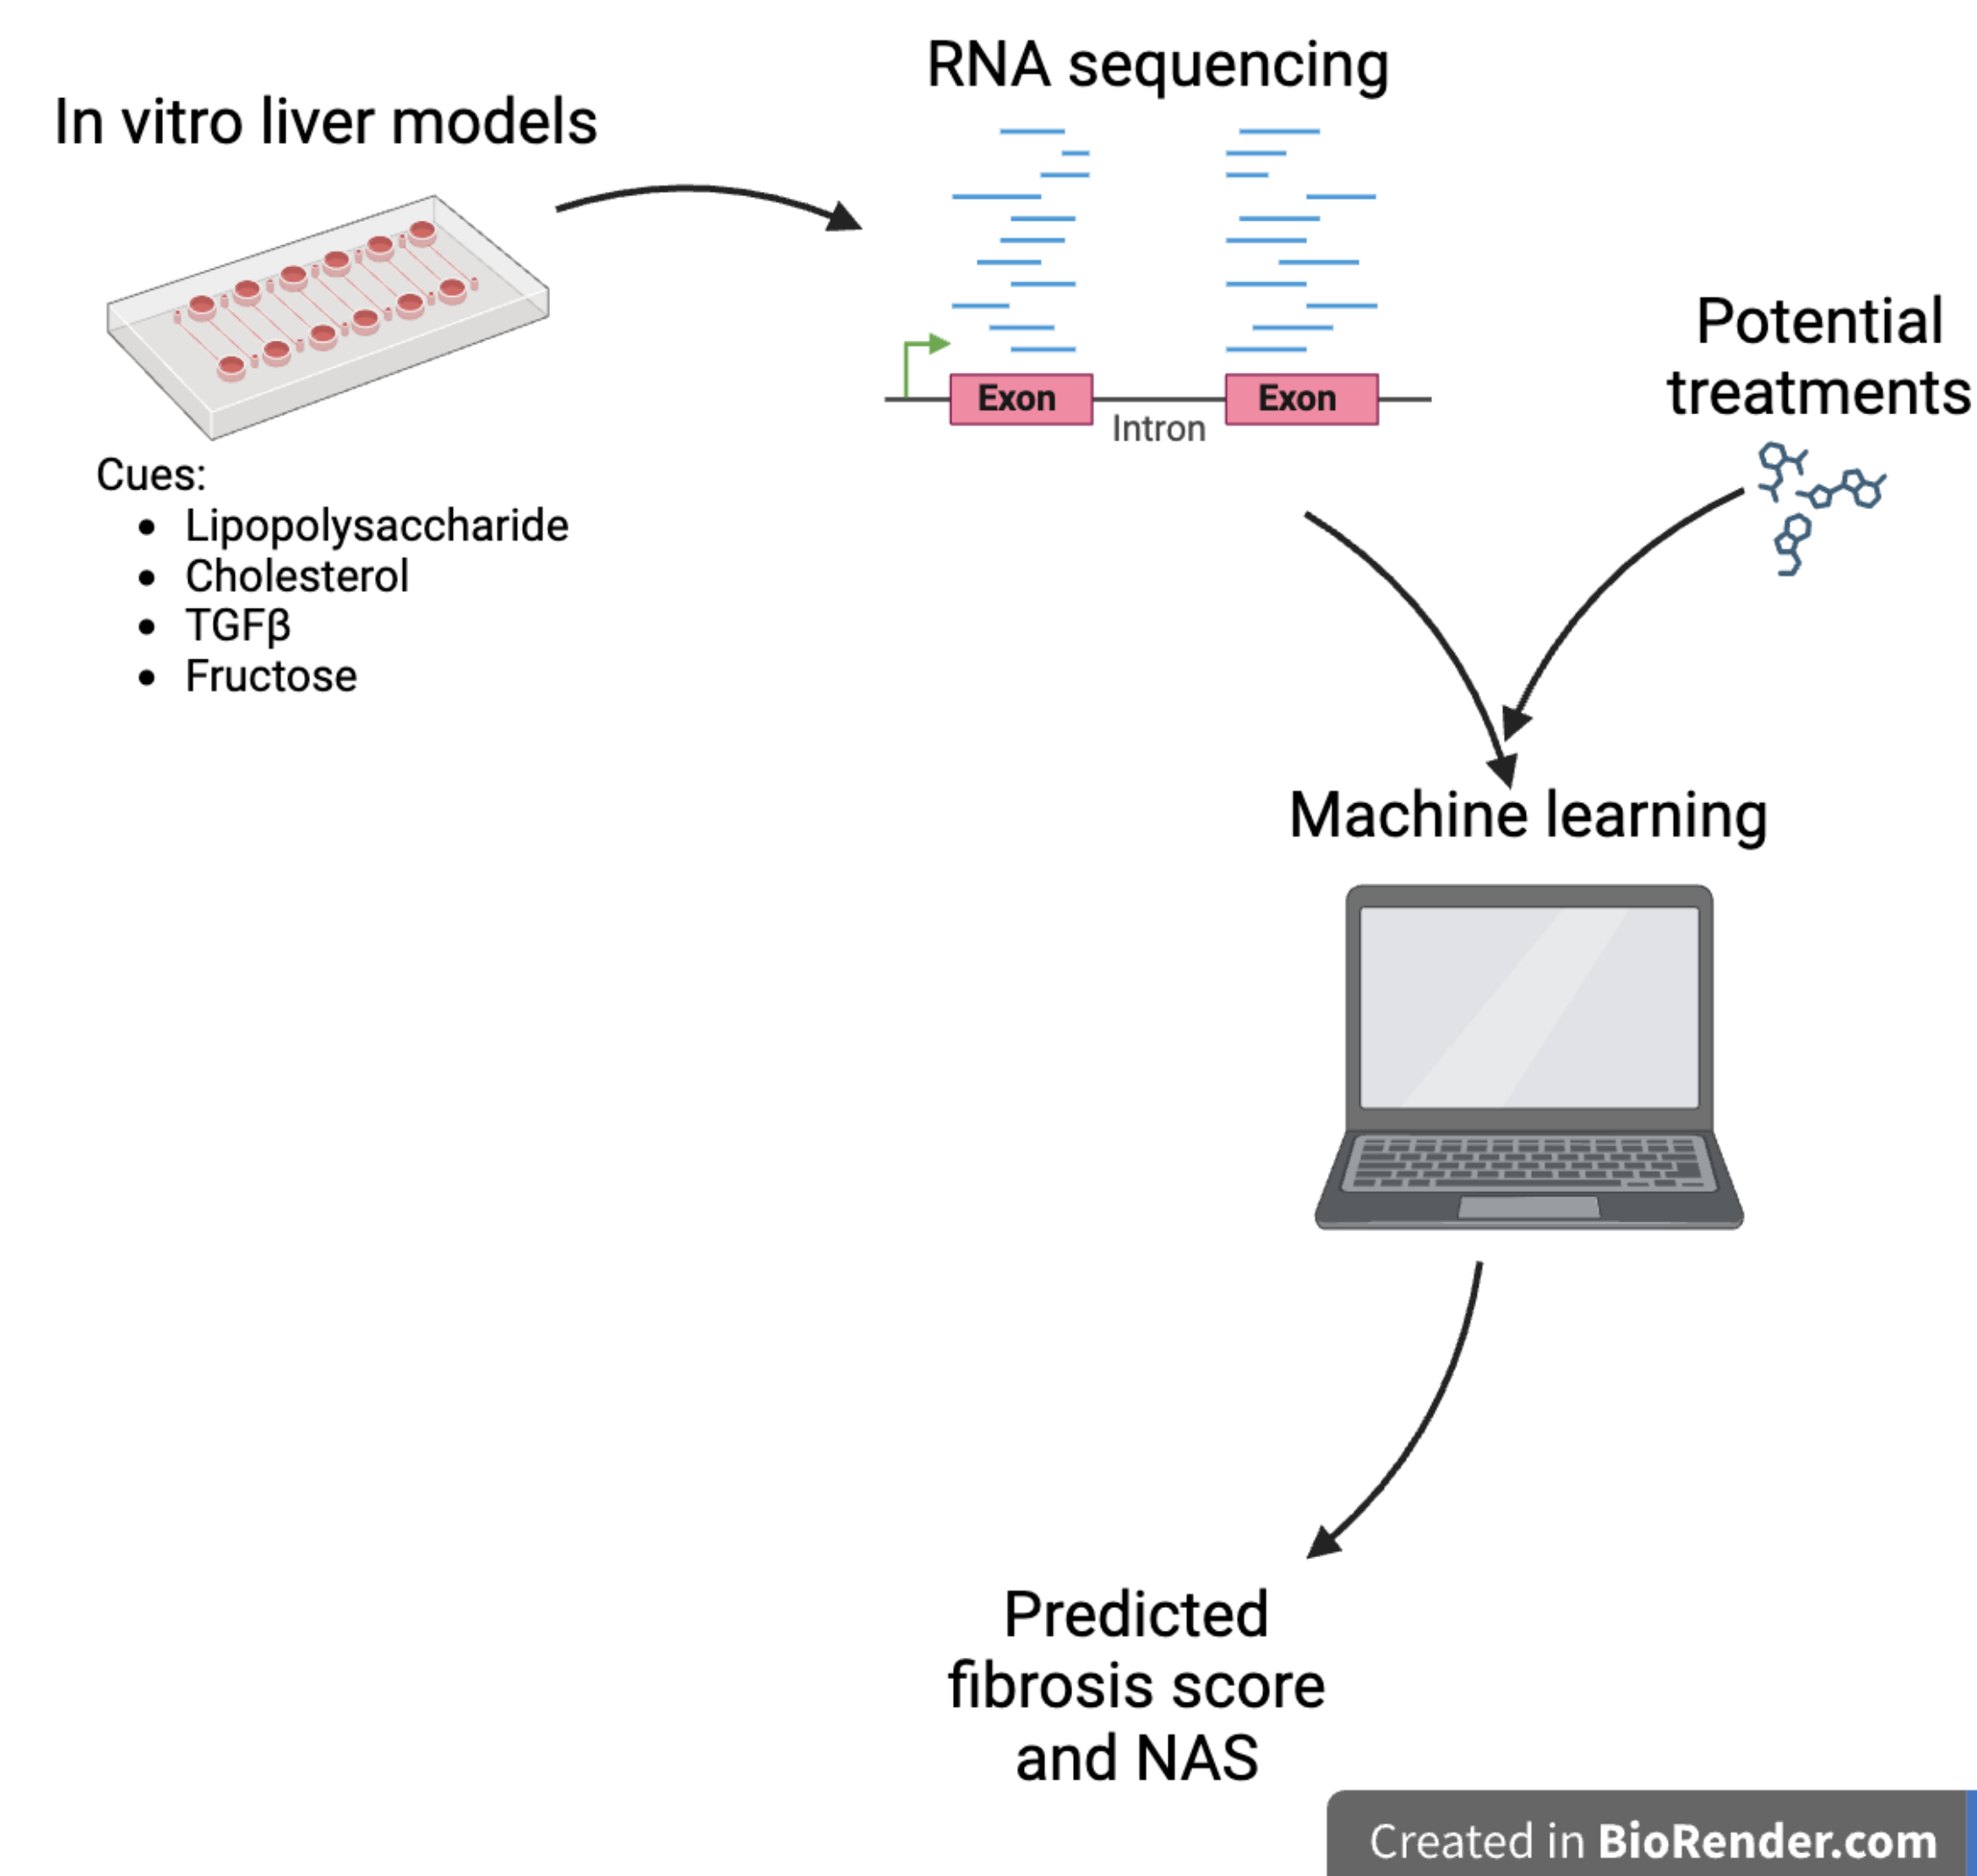 In vitro liver models
Cues:
• Lipopolysaccharide
• Cholesterol
• TGFβ
• Fructose
RNA sequencing
Exon
Intron
Exon
Potential
treatments
Machine learning
Predicted
fibrosis score
and NAS
Created in BioRender.com